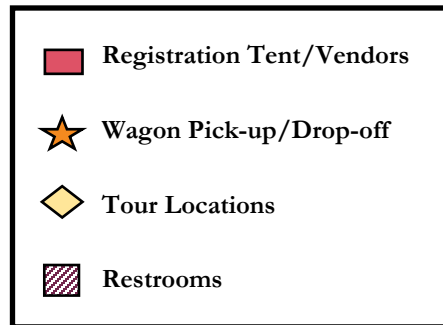 Registration Tent/Vendors
Wagon Pick-up/Drop-off
Tour Locations
Restrooms